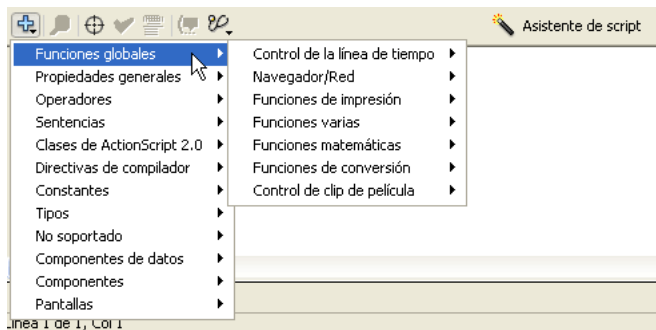 Asistente de script
Funciones globales
Propiedades generales
Operadores
Sentencias
Clases de ActionScript 2.0
Directivas de compilador
Constantes
Tipos
No soportado
Componentes de datos
Componentes
Pantallas
Control de la línea de tiempo
Navegador/Red
Funciones de impresión
Funciones varias
Funciones matemáticas
Funciones de conversión
Control de clip de película
Línea 1 de 1, Col 1